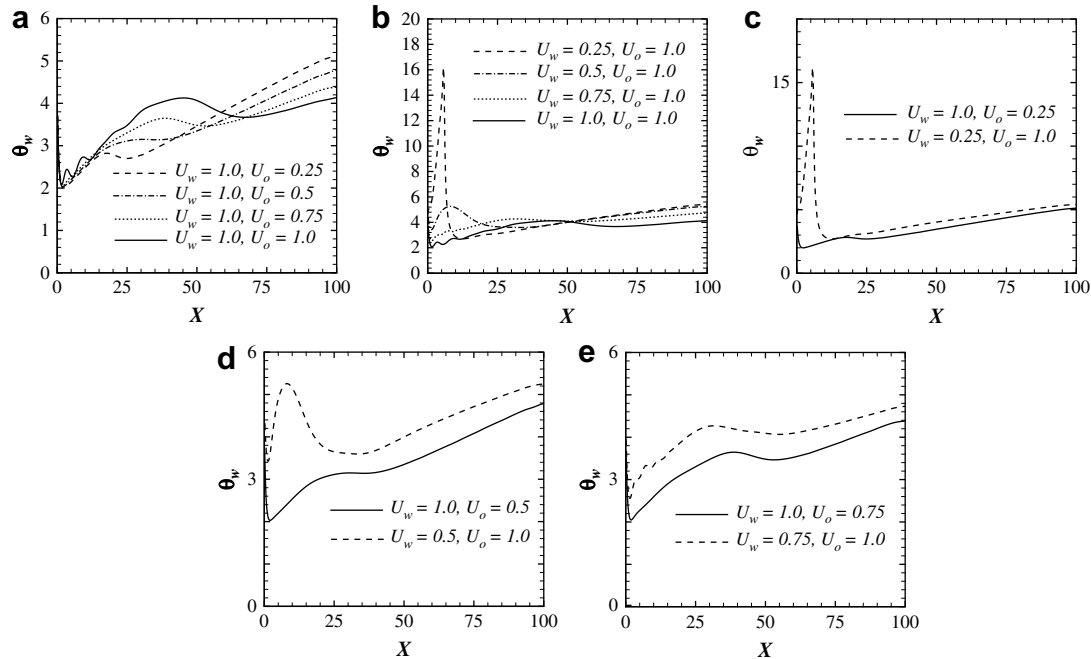 a
6
5
4
3
2
1
0
θw
Uw = 1.0, Uo = 0.25
Uw = 1.0, Uo = 0.5
Uw = 1.0, Uo = 0.75
Uw = 1.0, Uo = 1.0
0 25 50 75 100
X
b
20
18
16
14
12
10
8
6
4
2
0
θw
Uw = 0.25, Uo = 1.0
Uw = 0.5, Uo = 1.0
Uw = 0.75, Uo = 1.0
Uw = 1.0, Uo = 1.0
0 25 50 75 100
X
c
15
0
θw
Uw = 1.0, Uo = 0.25
Uw = 0.25, Uo = 1.0
0 25 50 75 100
X
d
6
3
0
θw
Uw = 1.0, Uo = 0.5
Uw = 0.5, Uo = 1.0
0 25 50 75 100
X
e
6
3
0
θw
Uw = 1.0, Uo = 0.75
Uw = 0.75, Uo = 1.0
0 25 50 75 100
X